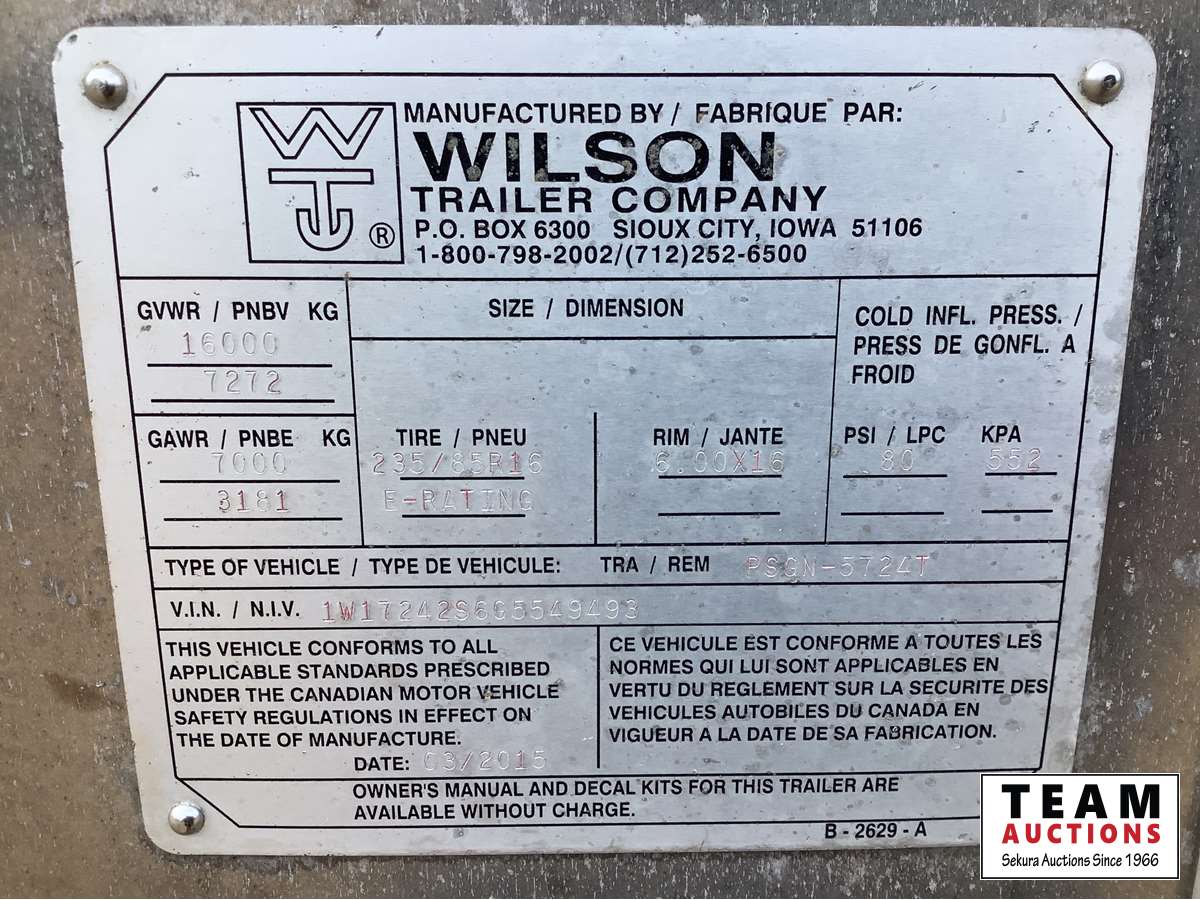 MANUFACTURED BY / FABRIQUE PAR:
WILSON
TRAILER COMPANY
P.O. BOX 6300 SIOUX CITY, IOWA 51106
1-800-798-2002/(712)252-6500
WTJ ®
GVWR / PNBV KG
16000
7272
SIZE / DIMENSION
COLD INFL. PRESS. /
PRESS DE GONFL. A
FROID
GAWR / PNBE KG
7000
3181
TIRE / PNEU
235/85R16
E-RATING
RIM / JANTE
6.00X16
PSI / LPC KPA
80 552
TYPE OF VEHICLE / TYPE DE VEHICULE: TRA / REM PSGN-5724T
V.I.N. / N.I.V. 1W17242S6G5549493
THIS VEHICLE CONFORMS TO ALL
APPLICABLE STANDARDS PRESCRIBED
UNDER THE CANADIAN MOTOR VEHICLE
SAFETY REGULATIONS IN EFFECT ON
THE DATE OF MANUFACTURE.
DATE: 03/2015
CE VEHICULE EST CONFORME A TOUTES LES
NORMES QUI LUI SONT APPLICABLES EN
VERTU DU REGLEMENT SUR LA SECURITE DES
VEHICULES AUTOBILES DU CANADA EN
VIGUEUR A LA DATE DE SA FABRICATION.
OWNER'S MANUAL AND DECAL KITS FOR THIS TRAILER ARE
AVAILABLE WITHOUT CHARGE.
B - 2629 - A
TEAM
AUCTIONS
Sekura Auctions Since 1966